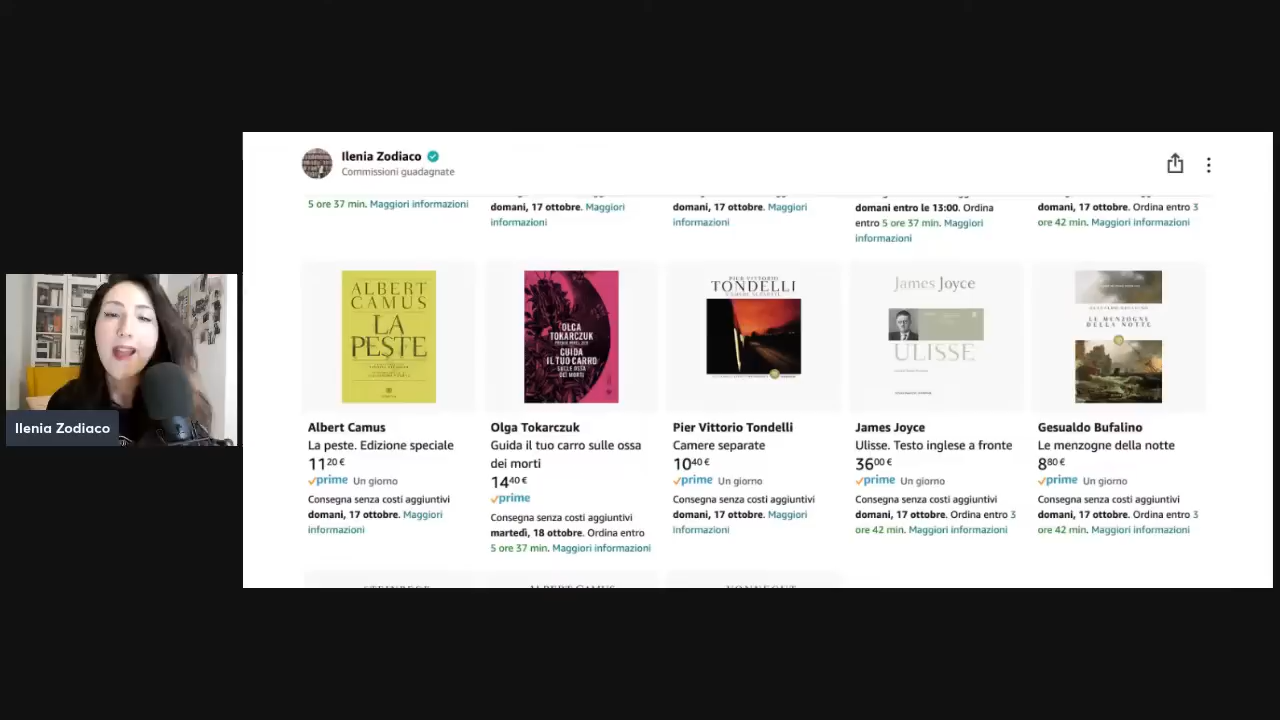 Ilenia Zodiaco
Commissioni guadagnate
5 ore 37 min. Maggiori informazioni
domani, 17 ottobre. Maggiori
informazioni
domani, 17 ottobre. Maggiori
informazioni
domani entro le 13:00. Ordina
entro 5 ore 37 min. Maggiori
informazioni
domani, 17 ottobre. Ordina entro 3
ore 42 min. Maggiori informazioni
ALBERT
CAMUS
LA
PESTE
OLGA
TOKARCZUK
GUIDA
IL TUO CARRO
SULLE OSSA
DEI MORTI
PIER VITTORIO
TONDELLI
James Joyce
ULISSE
LE MENZOGNE
DELLA NOTTE
Albert Camus
La peste. Edizione speciale
11,20 €
prime Un giorno
Consegna senza costi aggiuntivi
domani, 17 ottobre. Maggiori
informazioni
Olga Tokarczuk
Guida il tuo carro sulle ossa
dei morti
14,40 €
prime
Consegna senza costi aggiuntivi
martedì, 18 ottobre. Ordina entro
5 ore 37 min. Maggiori informazioni
Pier Vittorio Tondelli
Camere separate
10,40 €
prime Un giorno
Consegna senza costi aggiuntivi
domani, 17 ottobre. Maggiori
informazioni
James Joyce
Ulisse. Testo inglese a fronte
36,00 €
prime Un giorno
Consegna senza costi aggiuntivi
domani, 17 ottobre. Ordina entro 3
ore 42 min. Maggiori informazioni
Gesualdo Bufalino
Le menzogne della notte
8,80 €
prime Un giorno
Consegna senza costi aggiuntivi
domani, 17 ottobre. Ordina entro 3
ore 42 min. Maggiori informazioni
Ilenia Zodiaco